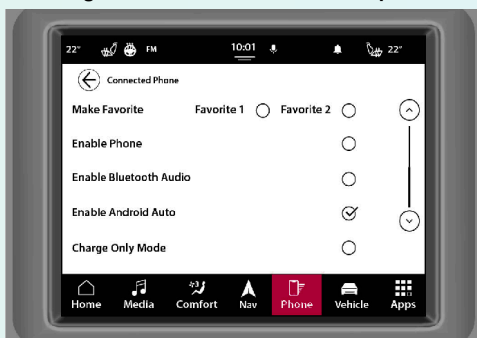 22° FM 10:01 22°
Connected Phone
Make Favorite Favorite 1 Favorite 2
Enable Phone
Enable Bluetooth Audio
Enable Android Auto
Charge Only Mode
Home Media Comfort Nav Phone Vehicle Apps